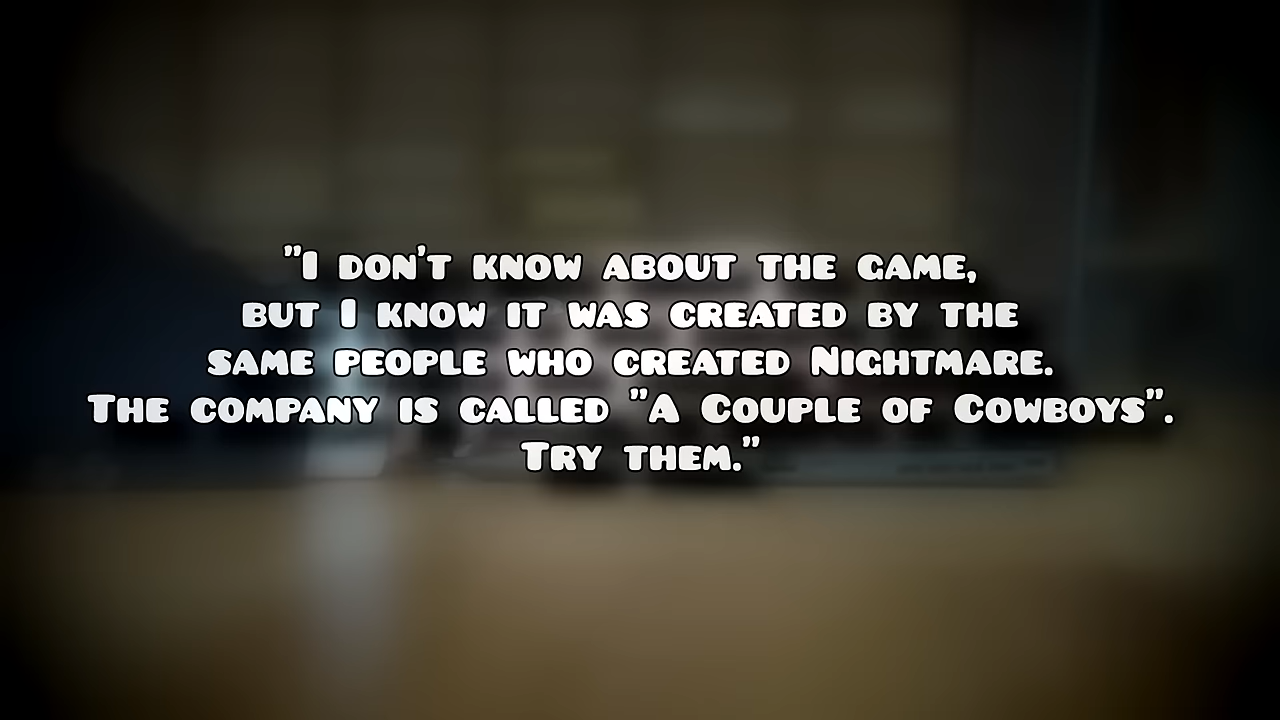 "I don't know about the game,
but I know it was created by the
same people who created Nightmare.
The company is called "A Couple of Cowboys".
Try them."